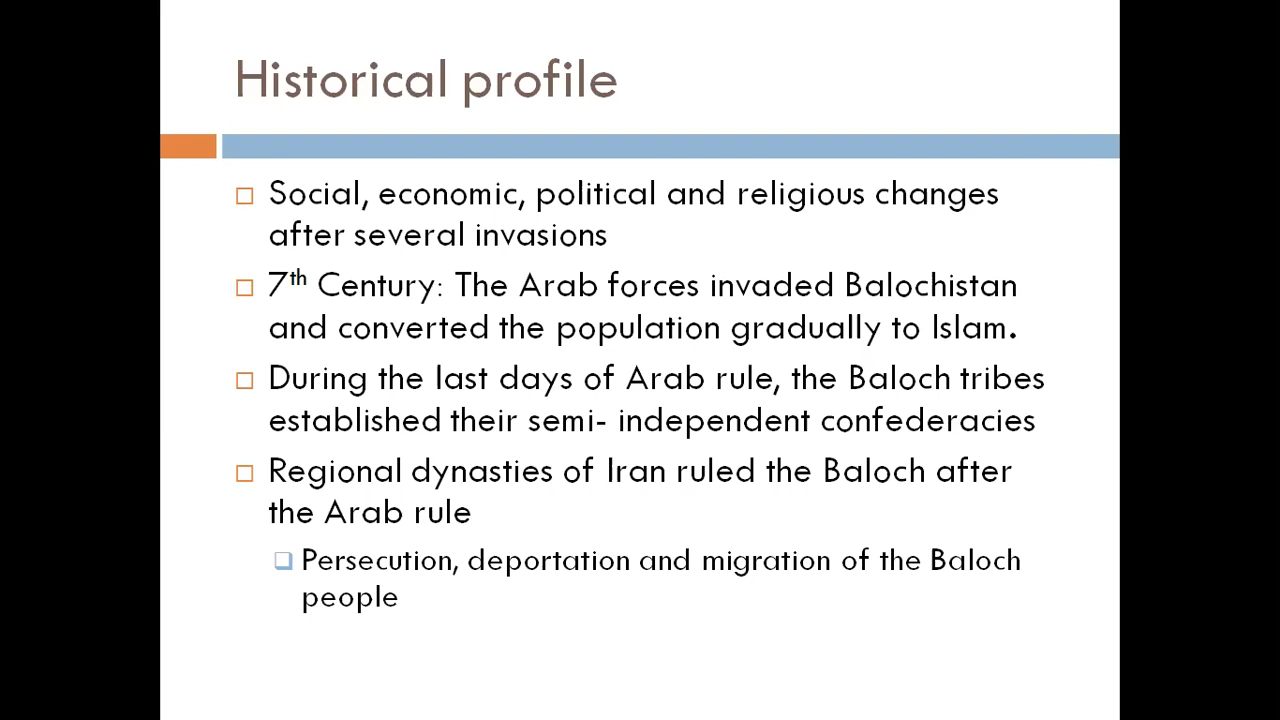 Historical profile
Social, economic, political and religious changes
after several invasions
7th Century: The Arab forces invaded Balochistan
and converted the population gradually to Islam.
During the last days of Arab rule, the Baloch tribes
established their semi- independent confederacies
Regional dynasties of Iran ruled the Baloch after
the Arab rule
Persecution, deportation and migration of the Baloch
people